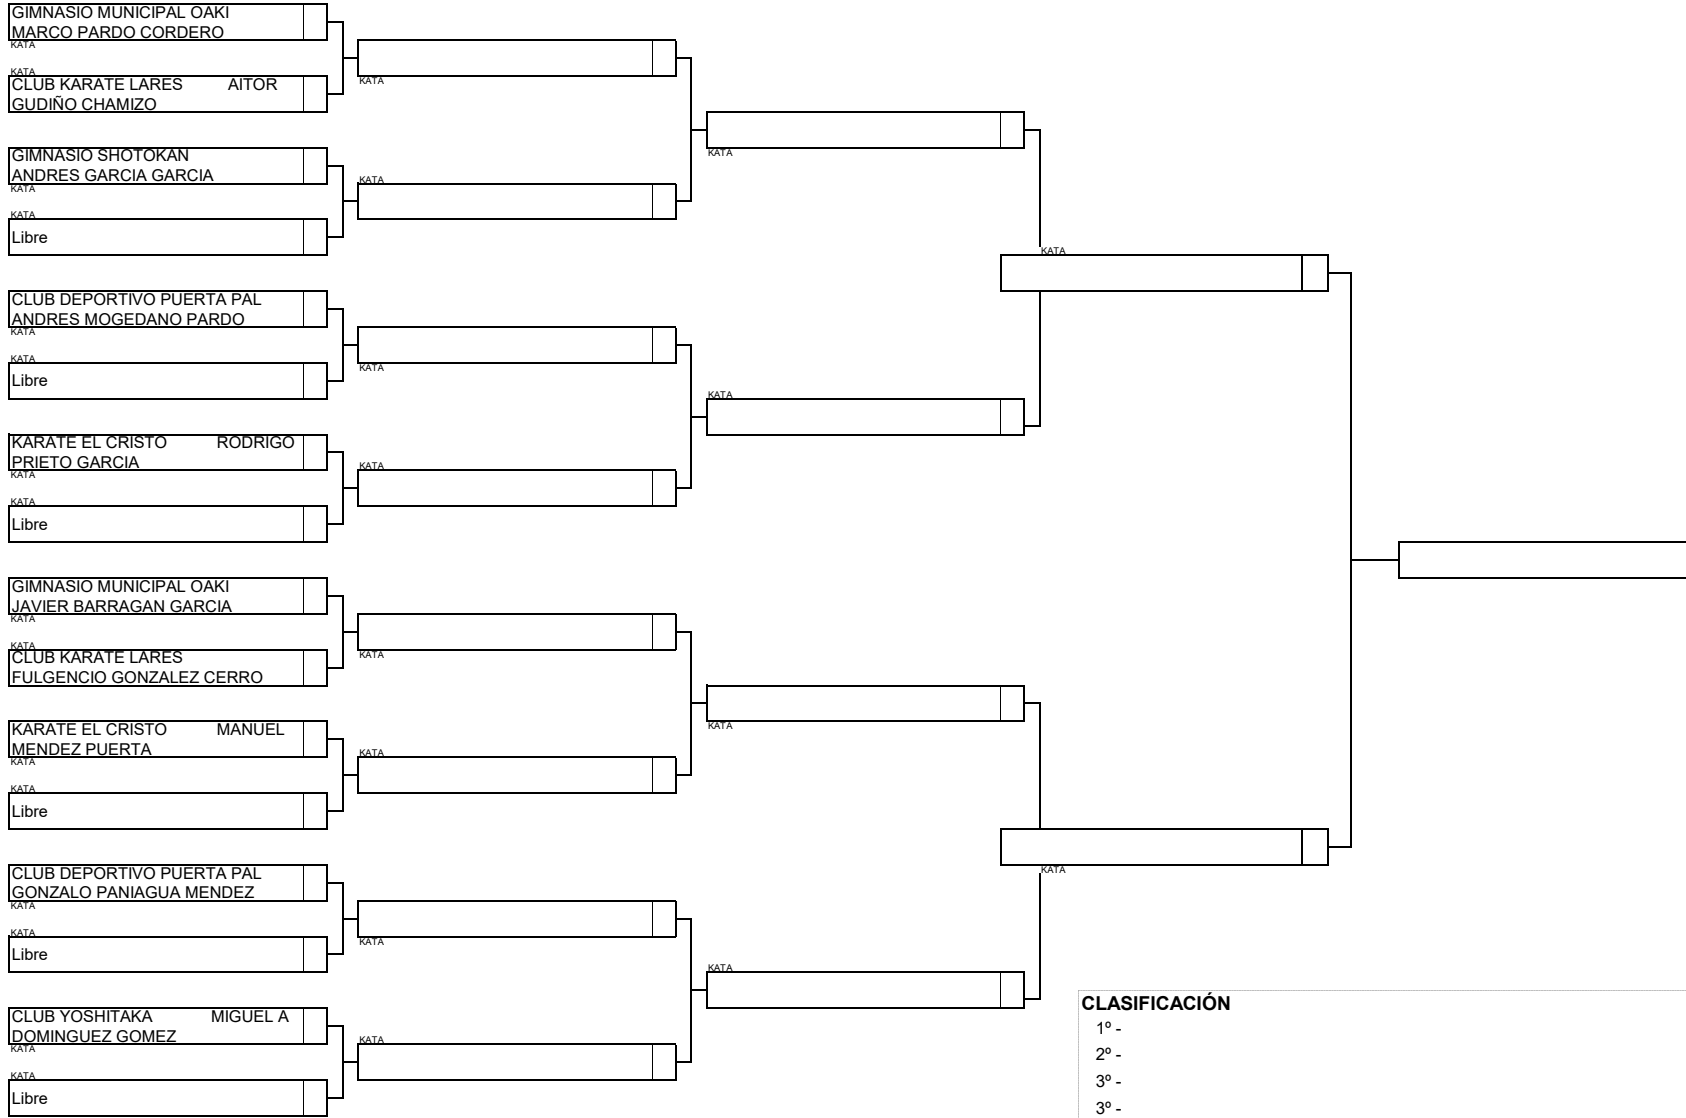 GIMNASIO MUNICIPAL OAKI
MARCO PARDO CORDERO
KATA
KATA
CLUB KARATE LARES AITOR
GUDIÑO CHAMIZO
GIMNASIO SHOTOKAN
ANDRES GARCIA GARCIA
KATA
KATA
Libre
CLUB DEPORTIVO PUERTA PAL
ANDRES MOGEDANO PARDO
KATA
KATA
Libre
KARATE EL CRISTO RODRIGO
PRIETO GARCIA
KATA
KATA
Libre
GIMNASIO MUNICIPAL OAKI
JAVIER BARRAGAN GARCIA
KATA
KATA
CLUB KARATE LARES
FULGENCIO GONZALEZ CERRO
KARATE EL CRISTO MANUEL
MENDEZ PUERTA
KATA
KATA
Libre
CLUB DEPORTIVO PUERTA PAL
GONZALO PANIAGUA MENDEZ
KATA
KATA
Libre
CLUB YOSHITAKA MIGUEL A
DOMINGUEZ GOMEZ
KATA
KATA
Libre
KATA
KATA
KATA
KATA
KATA
KATA
KATA
KATA
KATA
KATA
KATA
KATA
KATA
KATA
CLASIFICACIÓN
1º -
2º -
3º -
3º -